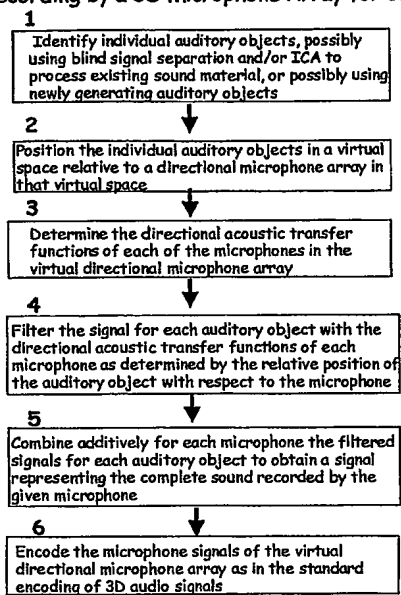 by a 3D Microphone Array for
1
Identify individual auditory objects, possibly
using blind signal separation and/or ICA to
process existing sound material, or possibly using
newly generating auditory objects
2
Position the individual auditory objects in a virtual
space relative to a directional microphone array in
that virtual space
3
Determine the directional acoustic transfer
functions of each of the microphones in the
virtual directional microphone array
4
Filter the signal for each auditory object with the
directional acoustic transfer functions of each
microphone as determined by the relative position
of the auditory object with respect to the microphone
5
Combine additively for each microphone the filtered
signals for each auditory object to obtain a signal
representing the complete sound recorded by the
given microphone
6
Encode the microphone signals of the virtual
directional microphone array as in the standard
encoding of 3D audio signals